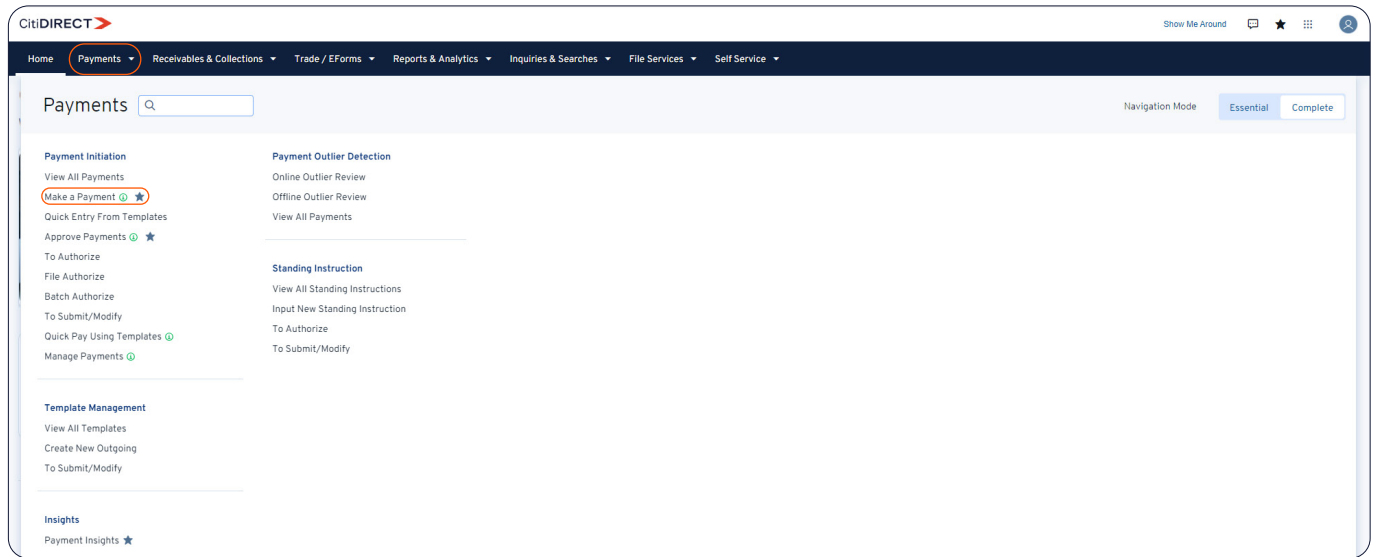 CitiDIRECT
Show Me Around
Home Payments Receivables & Collections Trade / EForms Reports & Analytics Inquiries & Searches File Services Self Service
Payments
Navigation Mode Essential Complete
Payment Initiation
View All Payments
Make a Payment
Quick Entry From Templates
Approve Payments
To Authorize
File Authorize
Batch Authorize
To Submit/Modify
Quick Pay Using Templates
Manage Payments
Template Management
View All Templates
Create New Outgoing
To Submit/Modify
Insights
Payment Insights
Payment Outlier Detection
Online Outlier Review
Offline Outlier Review
View All Payments
Standing Instruction
View All Standing Instructions
Input New Standing Instruction
To Authorize
To Submit/Modify